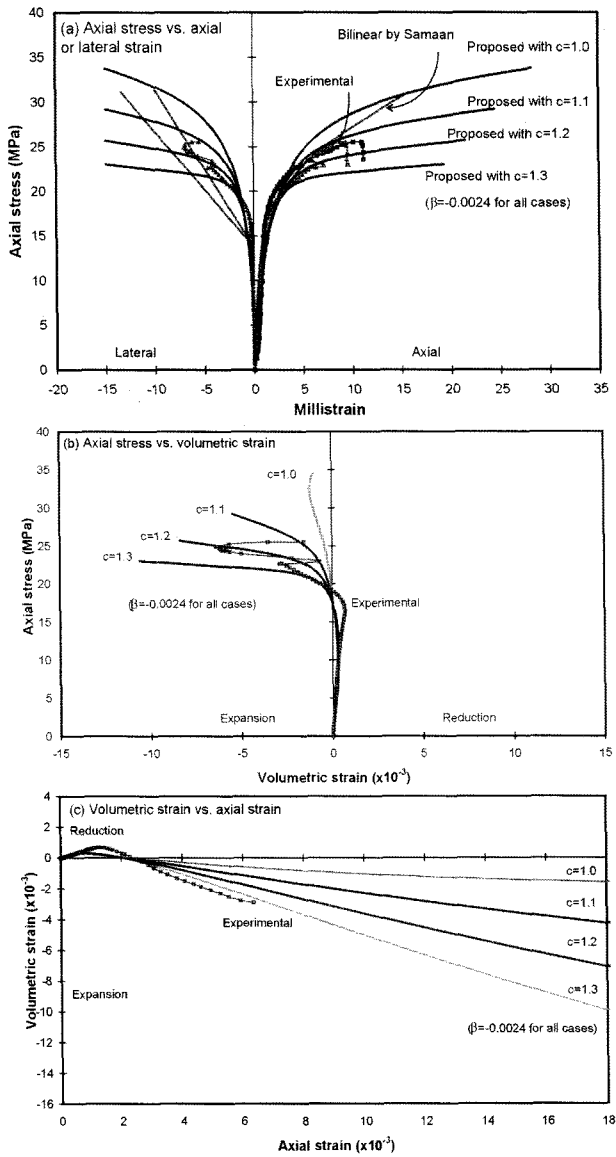 (a) Axial stress vs. axial
or lateral strain
Bilinear by Samaan
Proposed with c=1.0
Experimental
Proposed with c=1.1
Proposed with c=1.2
Proposed with c=1.3
(β=-0.0024 for all cases)
Axial stress (MPa)
40
35
30
25
20
15
10
5
0
Lateral
Axial
-20 -15 -10 -5 0 5 10 15 20 25 30 35
Millistrain
(b) Axial stress vs. volumetric strain
c=1.0
c=1.1
c=1.2
c=1.3
Experimental
(β=-0.0024 for all cases)
Axial stress (MPa)
40
35
30
25
20
15
10
5
0
Expansion
Reduction
-15 -10 -5 0 5 10 15
Volumetric strain (x10⁻³)
(c) Volumetric strain vs. axial strain
Reduction
c=1.0
c=1.1
Experimental
c=1.2
c=1.3
Expansion
(β=-0.0024 for all cases)
Volumetric strain (x10⁻³)
4
2
0
-2
-4
-6
-8
-10
-12
-14
-16
0 2 4 6 8 10 12 14 16 18
Axial strain (x10⁻³)